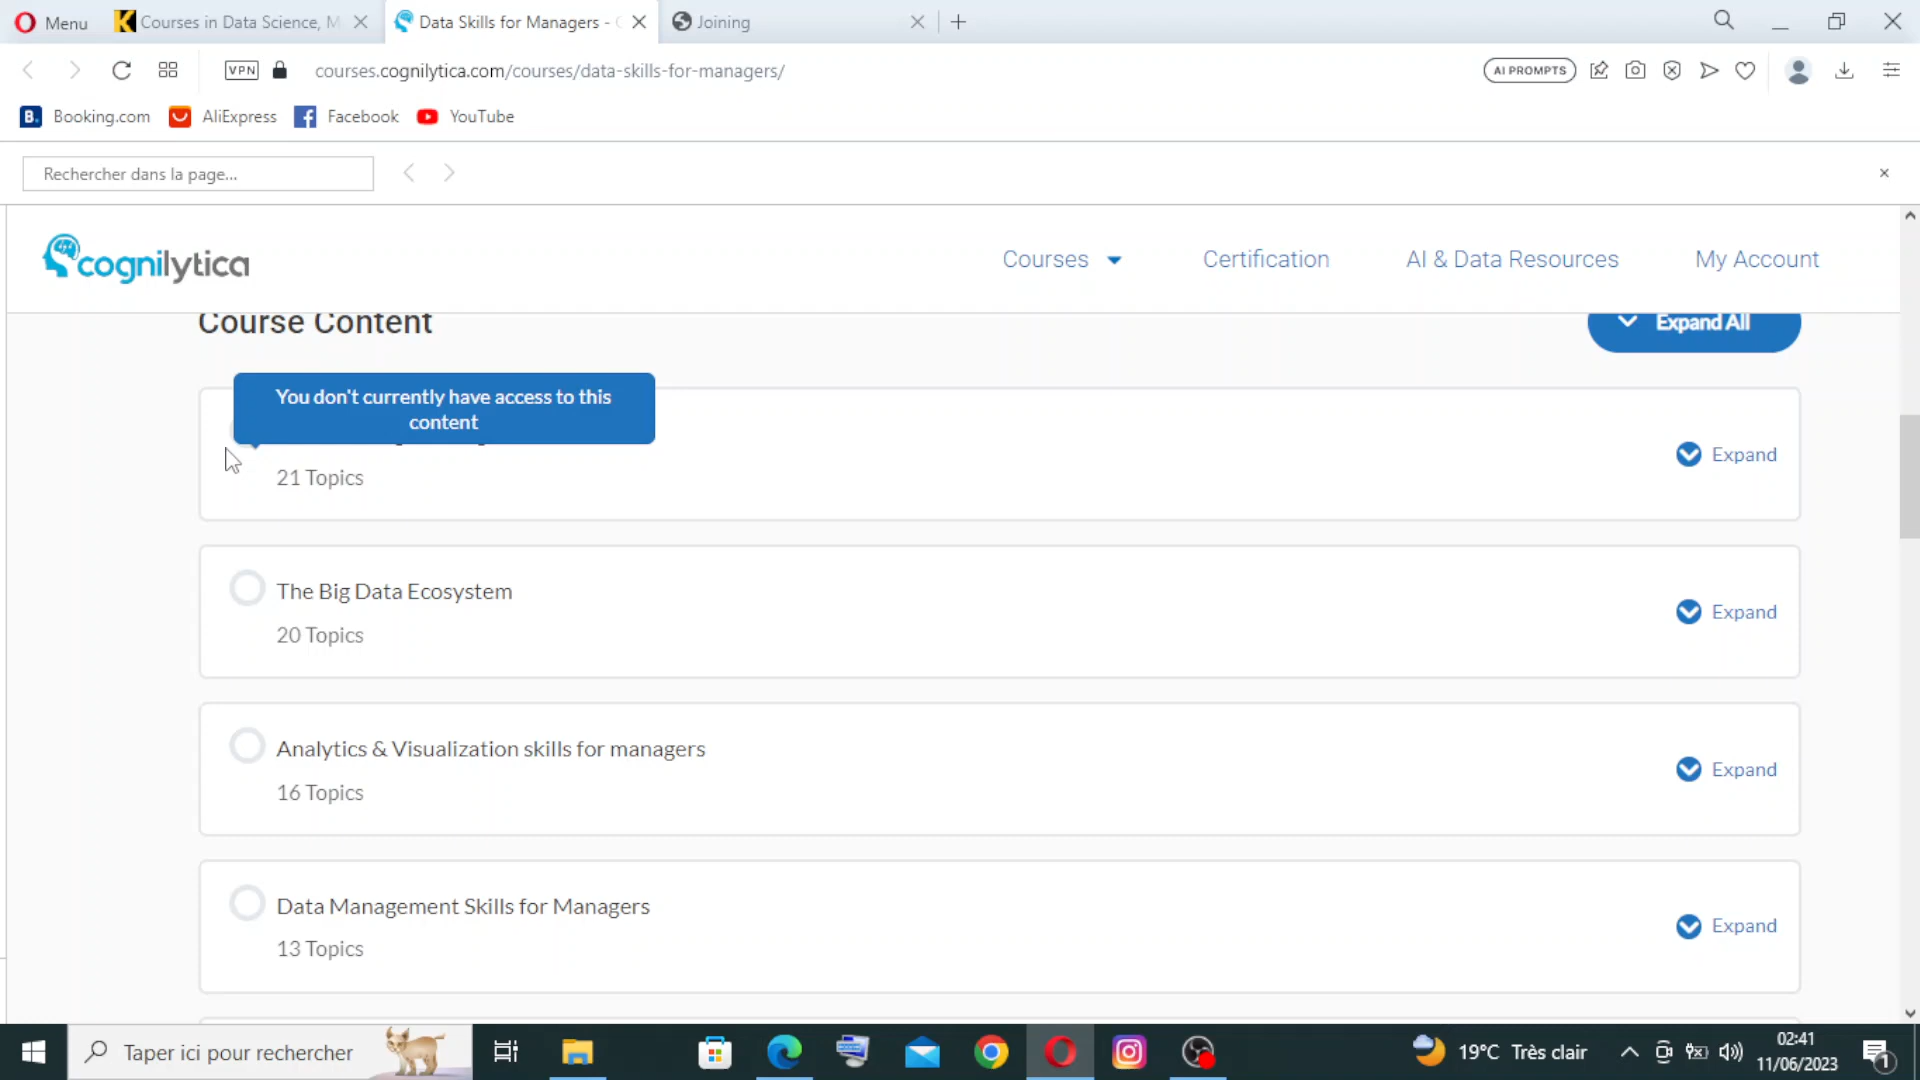 Menu
Courses in Data Science, M
Data Skills for Managers -
Joining
VPN
courses.cognilytica.com/courses/data-skills-for-managers/
AI PROMPTS
B. Booking.com
AliExpress
Facebook
YouTube
Rechercher dans la page...
cognilytica
Courses
Certification
AI & Data Resources
My Account
Course Content
Expand All
You don't currently have access to this
content
21 Topics
Expand
The Big Data Ecosystem
20 Topics
Expand
Analytics & Visualization skills for managers
16 Topics
Expand
Data Management Skills for Managers
13 Topics
Expand
Taper ici pour rechercher
19°C Très clair
02:41
11/06/2023
1